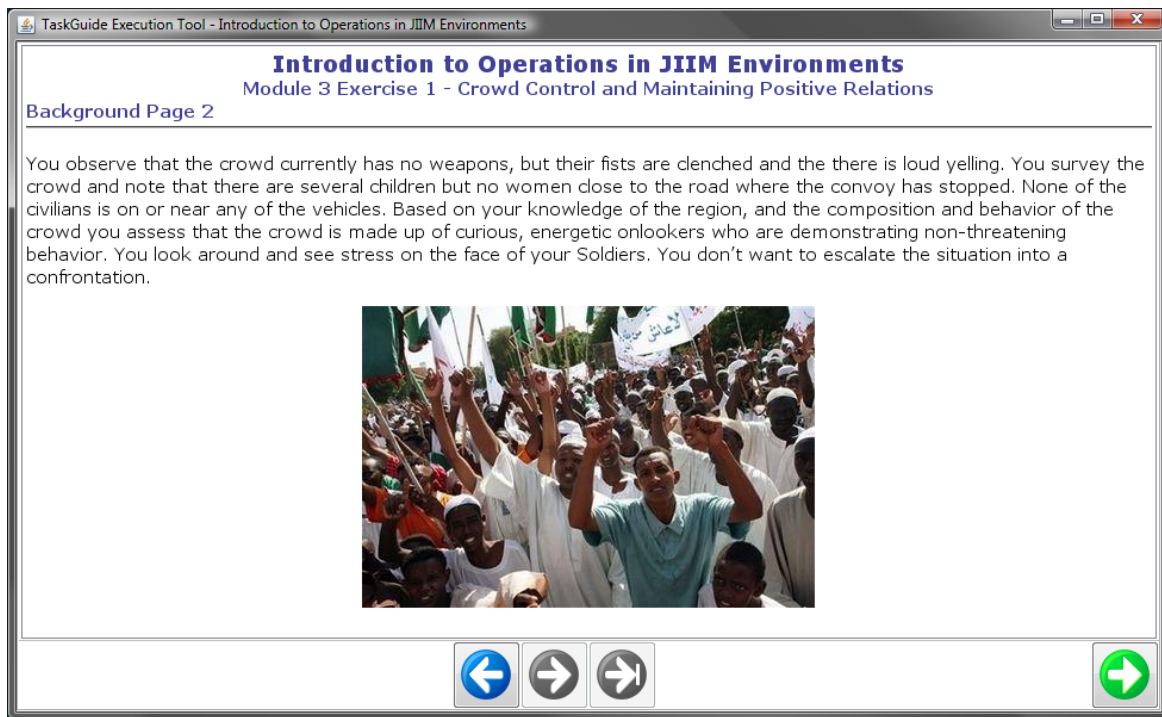 TaskGuide Execution Tool - Introduction to Operations in JIIM Environments
Introduction to Operations in JIIM Environments
Module 3 Exercise 1 - Crowd Control and Maintaining Positive Relations
Background Page 2
You observe that the crowd currently has no weapons, but their fists are clenched and the there is loud yelling. You survey the
crowd and note that there are several children but no women close to the road where the convoy has stopped. None of the
civilians is on or near any of the vehicles. Based on your knowledge of the region, and the composition and behavior of the
crowd you assess that the crowd is made up of curious, energetic onlookers who are demonstrating non-threatening
behavior. You look around and see stress on the face of your Soldiers. You don’t want to escalate the situation into a
confrontation.
لا عاش من